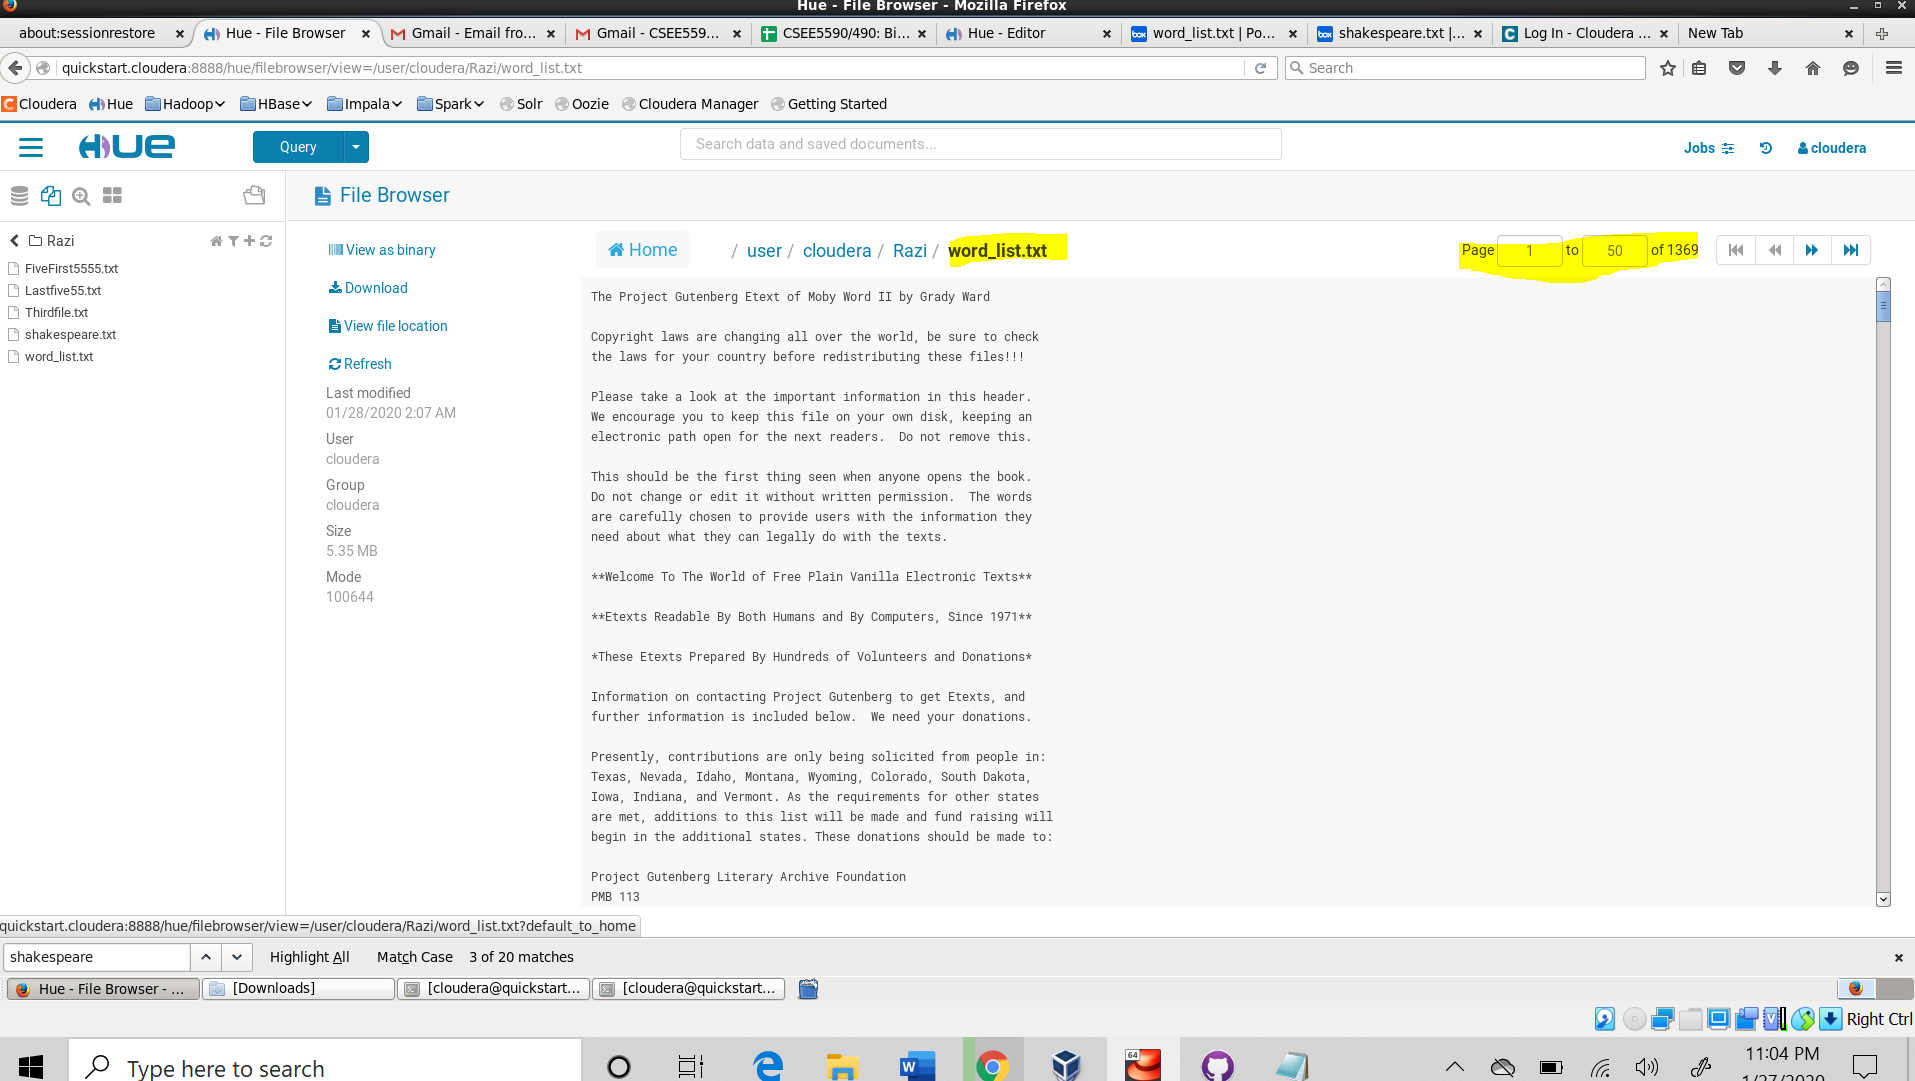 Hue - File Browser - Mozilla Firefox
about:sessionrestore
Hue - File Browser
Gmail - Email fro...
Gmail - CSEE559...
CSEE5590/490: Bi...
Hue - Editor
word_list.txt | Po...
shakespeare.txt |...
Log In - Cloudera ...
New Tab
quickstart.cloudera:8888/hue/filebrowser/view=/user/cloudera/Razi/word_list.txt
Search
Cloudera Hue Hadoop HBase Impala Spark Solr Oozie Cloudera Manager Getting Started
HUE
Query
Search data and saved documents...
Jobs
cloudera
File Browser
Razi
FiveFirst5555.txt
Lastfive55.txt
Thirdfile.txt
shakespeare.txt
word_list.txt
View as binary
Download
View file location
Refresh
Last modified
01/28/2020 2:07 AM
User
cloudera
Group
cloudera
Size
5.35 MB
Mode
100644
Home / user / cloudera / Razi / word_list.txt
Page 1 to 50 of 1369
The Project Gutenberg Etext of Moby Word II by Grady Ward
Copyright laws are changing all over the world, be sure to check
the laws for your country before redistributing these files!!!
Please take a look at the important information in this header.
We encourage you to keep this file on your own disk, keeping an
electronic path open for the next readers.  Do not remove this.
This should be the first thing seen when anyone opens the book.
Do not change or edit it without written permission.  The words
are carefully chosen to provide users with the information they
need about what they can legally do with the texts.
**Welcome To The World of Free Plain Vanilla Electronic Texts**
**Etexts Readable By Both Humans and By Computers, Since 1971**
*These Etexts Prepared By Hundreds of Volunteers and Donations*
Information on contacting Project Gutenberg to get Etexts, and
further information is included below.  We need your donations.
Presently, contributions are only being solicited from people in:
Texas, Nevada, Idaho, Montana, Wyoming, Colorado, South Dakota,
Iowa, Indiana, and Vermont. As the requirements for other states
are met, additions to this list will be made and fund raising will
begin in the additional states. These donations should be made to:
Project Gutenberg Literary Archive Foundation
PMB 113
quickstart.cloudera:8888/hue/filebrowser/view=/user/cloudera/Razi/word_list.txt?default_to_home
shakespeare
Highlight All
Match Case
3 of 20 matches
Hue - File Browser - ...
[Downloads]
[cloudera@quickstart...
[cloudera@quickstart...
Right Ctrl
Type here to search
64
11:04 PM
1/27/2020